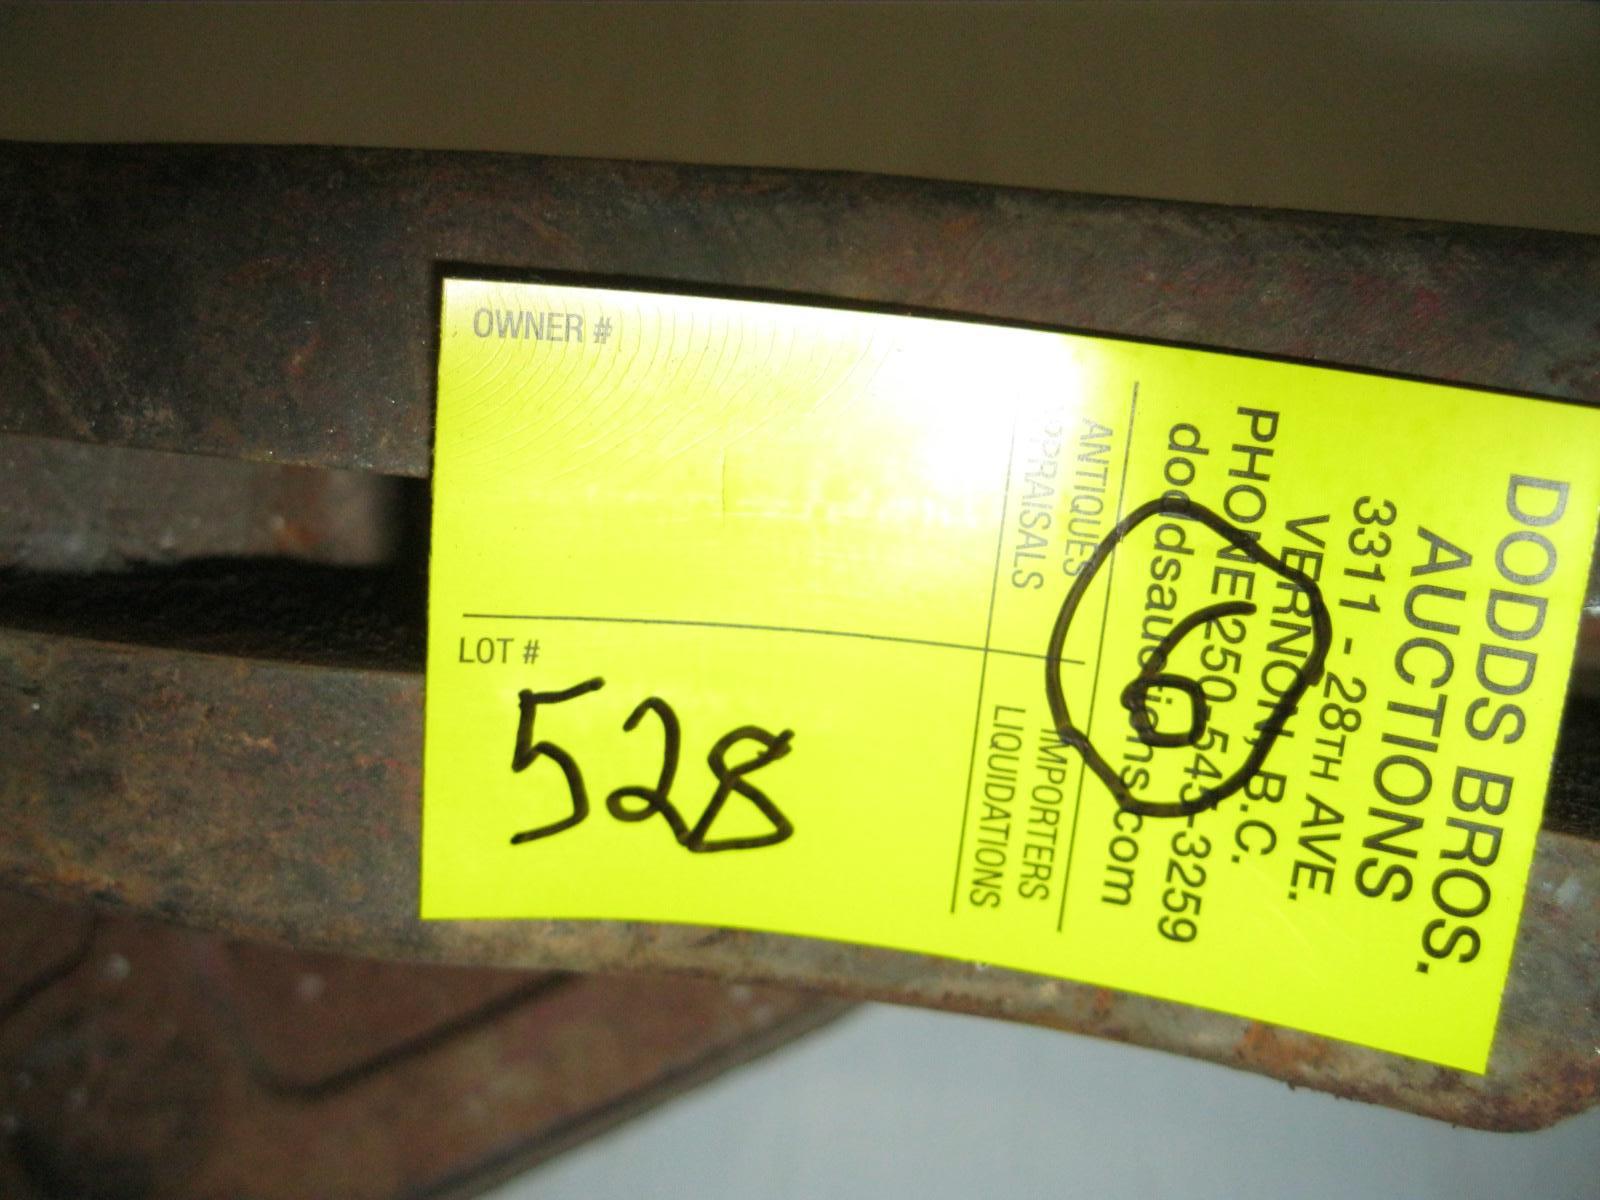 DODDS BROS.
AUCTIONS
3311 - 28TH AVE.
VERNON, B.C.
PHONE 250-545-3259
doddsauctions.com
ANTIQUES IMPORTERS
APPRAISALS LIQUIDATIONS
6
OWNER #
LOT #
528